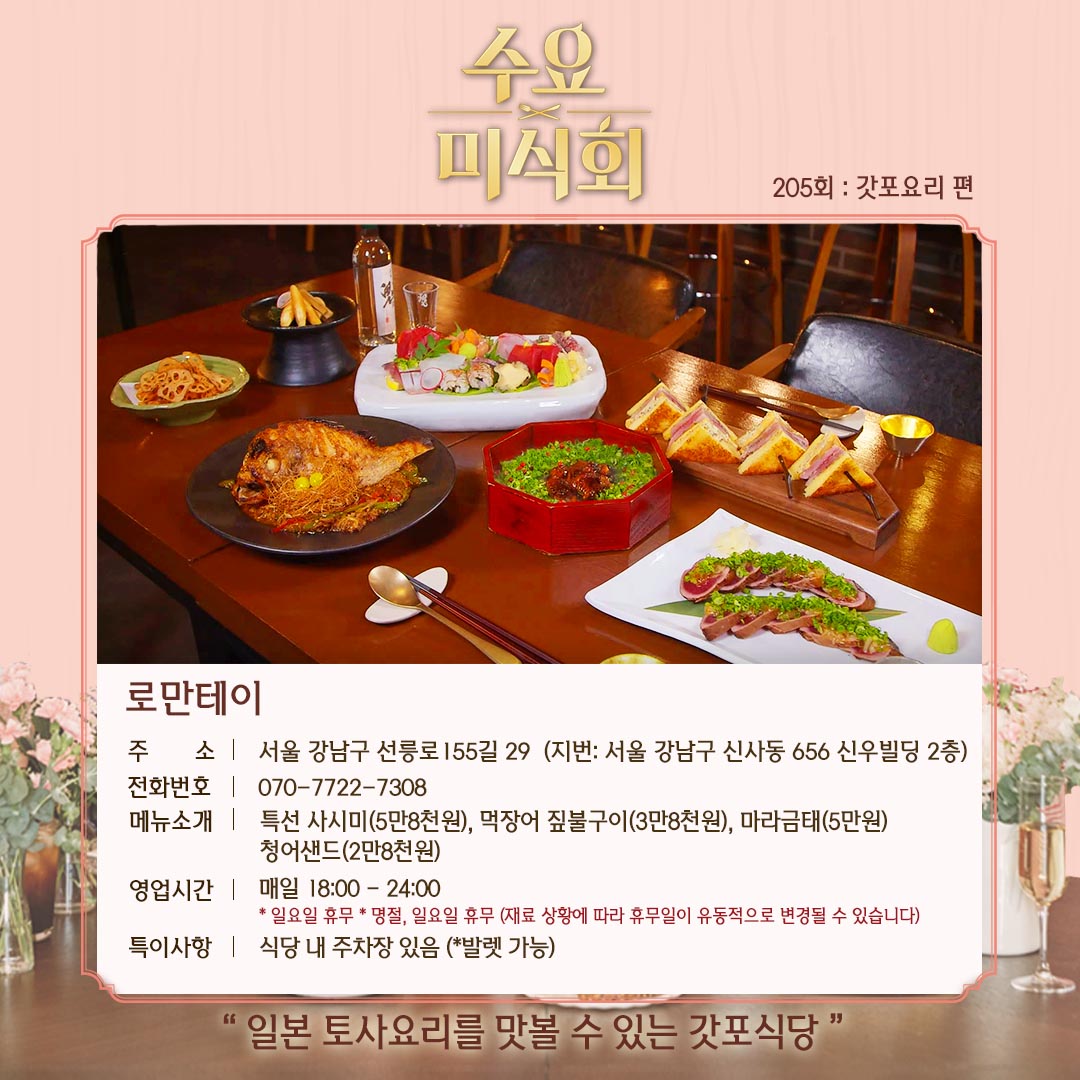 수요
미식회
205회 : 갓포요리 편
로만테이
주 소 | 서울 강남구 선릉로155길 29 (지번: 서울 강남구 신사동 656 신우빌딩 2층)
전화번호 | 070-7722-7308
메뉴소개 | 특선 사시미(5만8천원), 먹장어 짚불구이(3만8천원), 마라금태(5만원)
청어샌드(2만8천원)
영업시간 | 매일 18:00 - 24:00
* 일요일 휴무 * 명절, 일요일 휴무 (재료 상황에 따라 휴무일이 유동적으로 변경될 수 있습니다)
특이사항 | 식당 내 주차장 있음 (*발렛 가능)
“ 일본 토사요리를 맛볼 수 있는 갓포식당 ”